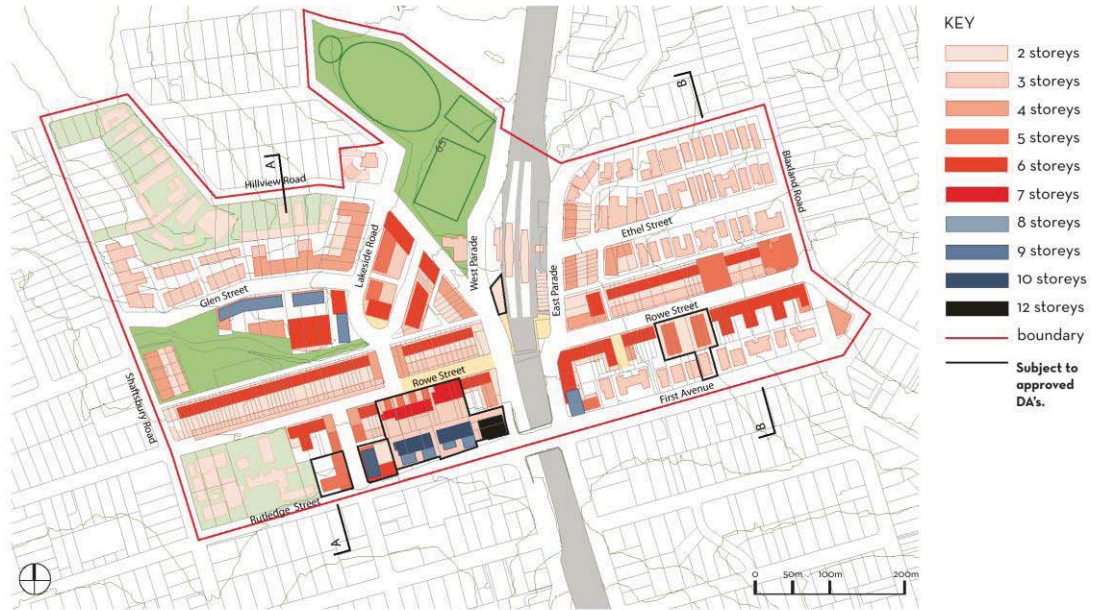 KEY
2 storeys
3 storeys
4 storeys
5 storeys
6 storeys
7 storeys
8 storeys
9 storeys
10 storeys
12 storeys
boundary
Subject to
approved
DA's.
B
A
Hillview Road
65
Blaxland Road
Ethel Street
Lakeside Road
West Parade
East Parade
Glen Street
Rowe Street
Rowe Street
Shaftsbury Road
First Avenue
B
Rutledge Street
A
0 50m 100m 200m